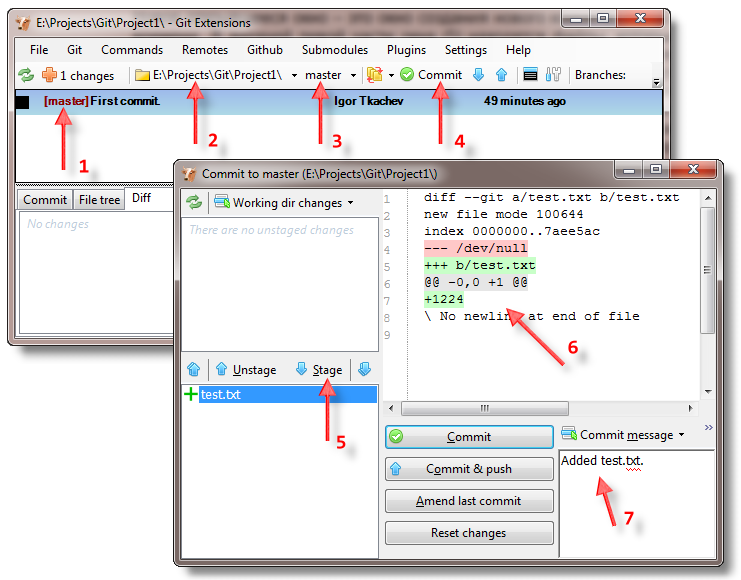 E:\Projects\Git\Project1\ - Git Extensions
File Git Commands Remotes Github Submodules Plugins Settings Help
1 changes E:\Projects\Git\Project1\ master Commit Branches:
[master] First commit. Igor Tkachev 49 minutes ago
1
2
3
4
Commit File tree Diff
No changes
Commit to master (E:\Projects\Git\Project1\)
Working dir changes
There are no unstaged changes
1 diff --git a/test.txt b/test.txt
2 new file mode 100644
3 index 0000000..7aee5ac
4 --- /dev/null
5 +++ b/test.txt
6 @@ -0,0 +1 @@
7 +1224
8 \ No newline at end of file
9
6
Unstage Stage
test.txt
5
Commit
Commit & push
Amend last commit
Reset changes
Commit message
Added test.txt.
7